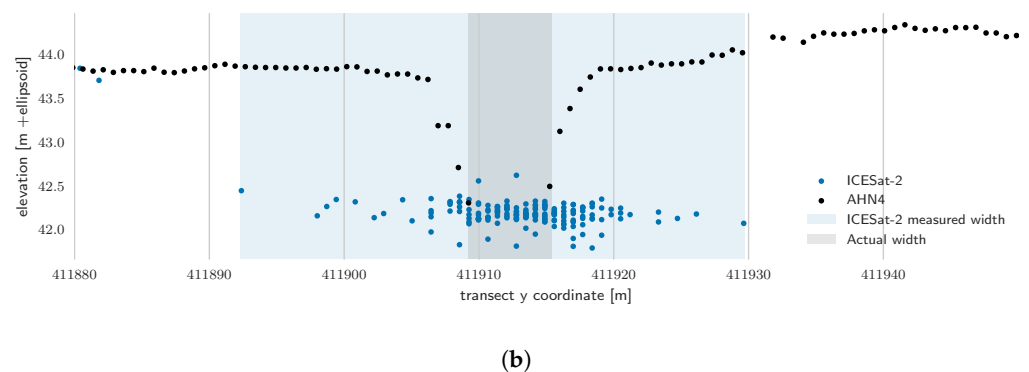 44.0
43.5
43.0
42.5
42.0
elevation [m +ellipsoid]
ICESat-2
AHN4
ICESat-2 measured width
Actual width
411880 411890 411900 411910 411920 411930 411940
transect y coordinate [m]
(b)